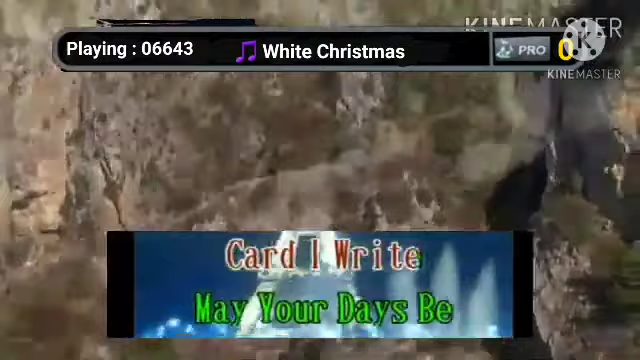 KINEMASTER
Playing : 06643
White Christmas
PRO
0
KINEMASTER
Card I Write
May Your Days Be